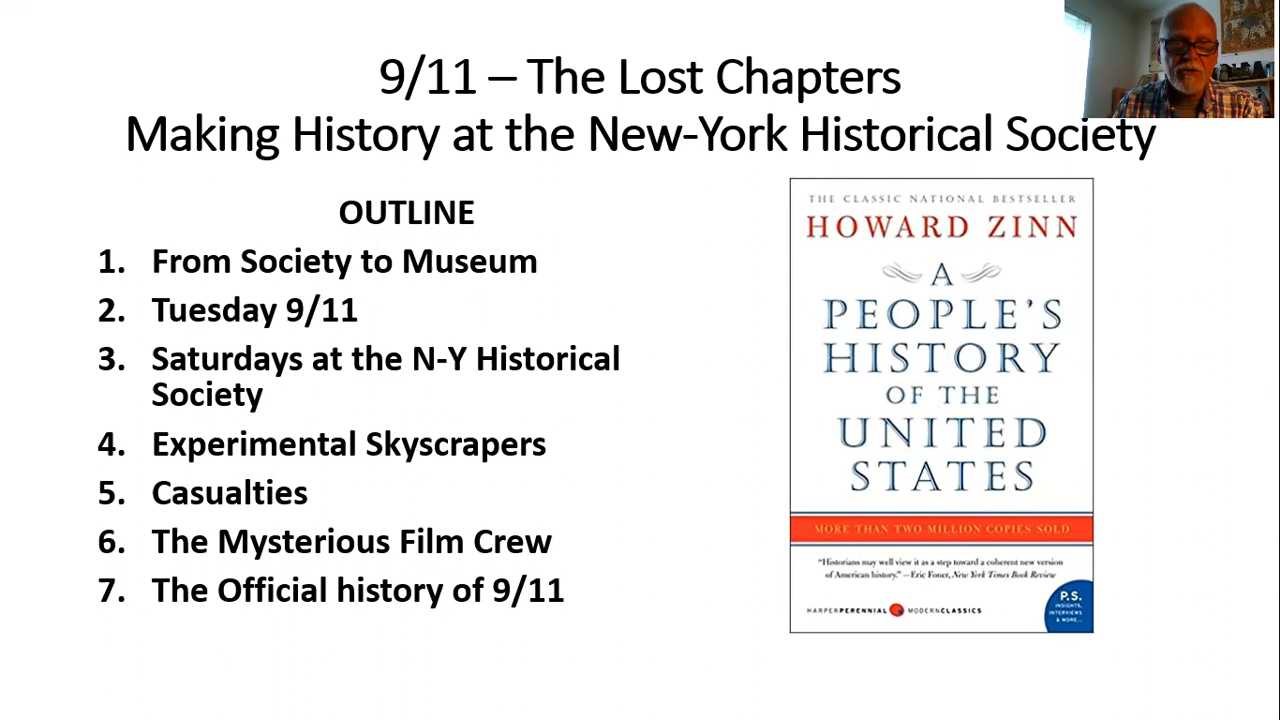 9/11 – The Lost Chapters
Making History at the New-York Historical Society
OUTLINE
1. From Society to Museum
2. Tuesday 9/11
3. Saturdays at the N-Y Historical
Society
4. Experimental Skyscrapers
5. Casualties
6. The Mysterious Film Crew
7. The Official history of 9/11
THE CLASSIC NATIONAL BESTSELLER
HOWARD ZINN
A
PEOPLE'S
HISTORY
OF THE
UNITED
STATES
MORE THAN TWO MILLION COPIES SOLD
"Historians may well view it as a step toward a coherent new version
of American history." —Eric Foner, New York Times Book Review
P.S.
INSIGHTS,
INTERVIEWS
& MORE...
HARPERPERENNIAL MODERNCLASSICS